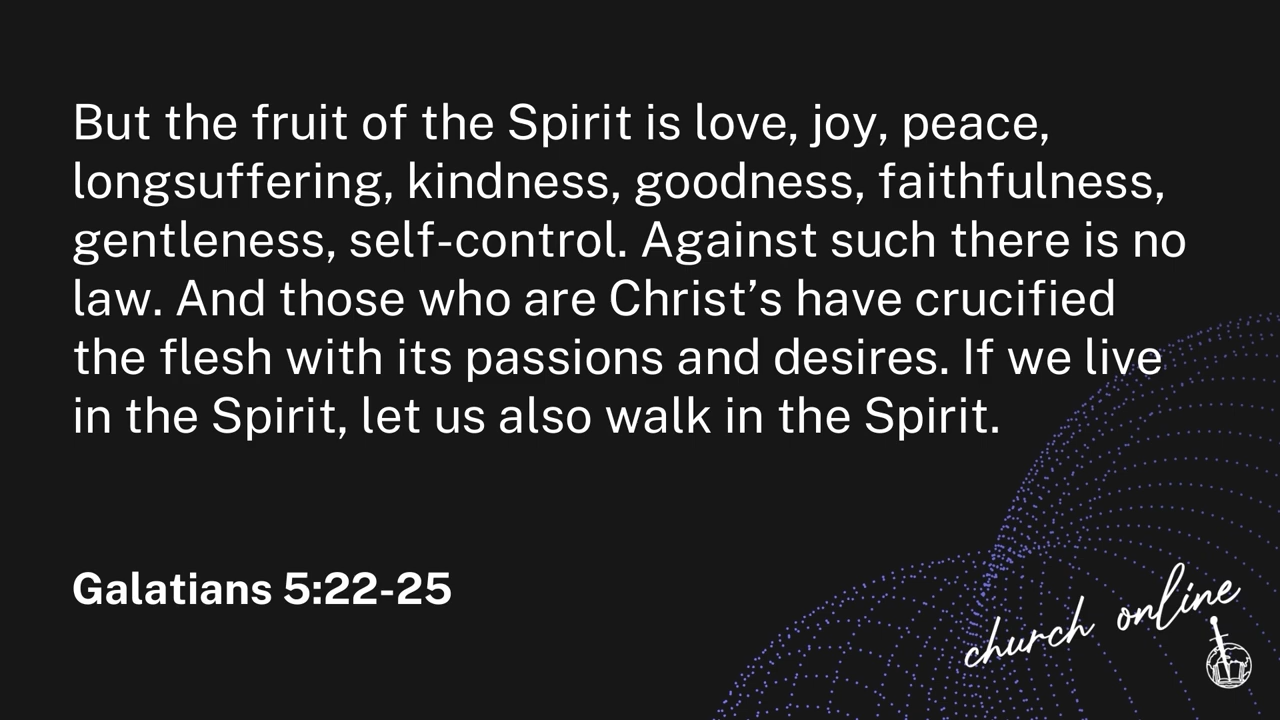 But the fruit of the Spirit is love, joy, peace,
longsuffering, kindness, goodness, faithfulness,
gentleness, self-control. Against such there is no
law. And those who are Christ’s have crucified
the flesh with its passions and desires. If we live
in the Spirit, let us also walk in the Spirit.
Galatians 5:22-25
church online